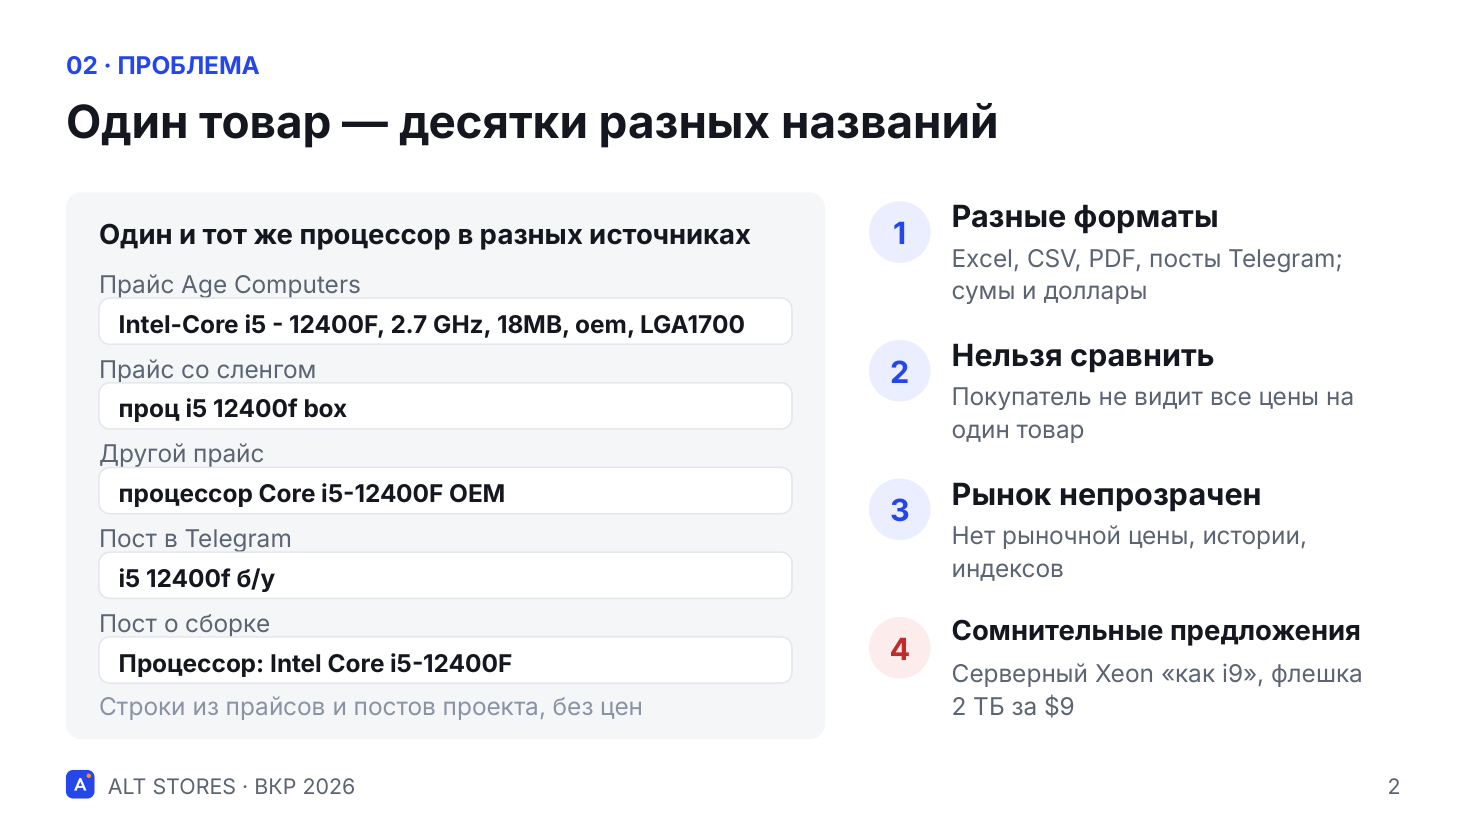 02 · ПРОБЛЕМА
Один товар — десятки разных названий
Один и тот же процессор в разных источниках
Прайс Age Computers
Intel-Core i5 - 12400F, 2.7 GHz, 18MB, oem, LGA1700
Прайс со сленгом
проц i5 12400f box
Другой прайс
процессор Core i5-12400F OEM
Пост в Telegram
i5 12400f б/у
Пост о сборке
Процессор: Intel Core i5-12400F
Строки из прайсов и постов проекта, без цен
1
Разные форматы
Excel, CSV, PDF, посты Telegram;
сумы и доллары
2
Нельзя сравнить
Покупатель не видит все цены на
один товар
3
Рынок непрозрачен
Нет рыночной цены, истории,
индексов
4
Сомнительные предложения
Серверный Xeon «как i9», флешка
2 ТБ за $9
A
ALT STORES · ВКР 2026
2